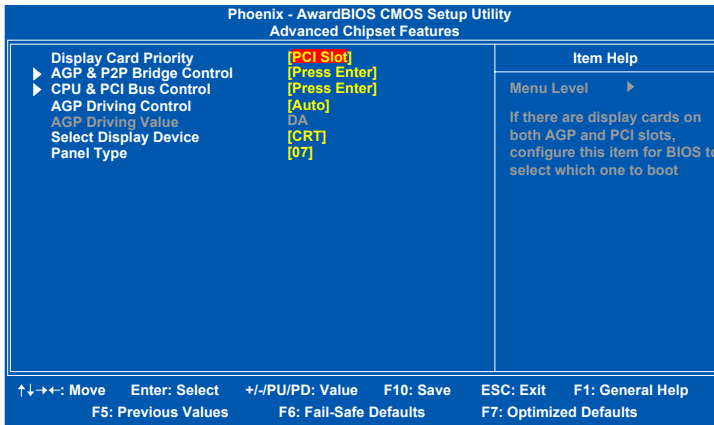 Phoenix - AwardBIOS CMOS Setup Utility
Advanced Chipset Features
Display Card Priority [PCI Slot]
AGP & P2P Bridge Control [Press Enter]
CPU & PCI Bus Control [Press Enter]
AGP Driving Control [Auto]
AGP Driving Value DA
Select Display Device [CRT]
Panel Type [07]
Item Help
Menu Level
If there are display cards on
both AGP and PCI slots,
configure this item for BIOS to
select which one to boot
↑↓→←: Move Enter: Select +/-/PU/PD: Value F10: Save ESC: Exit F1: General Help
F5: Previous Values F6: Fail-Safe Defaults F7: Optimized Defaults